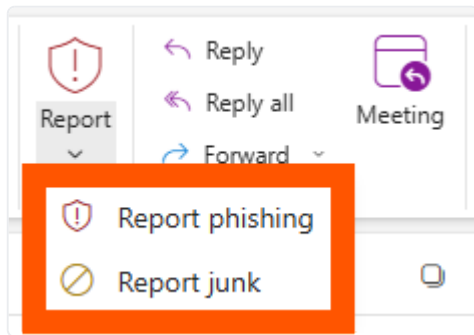 Report
Reply
Reply all
Forward
Meeting
Report phishing
Report junk